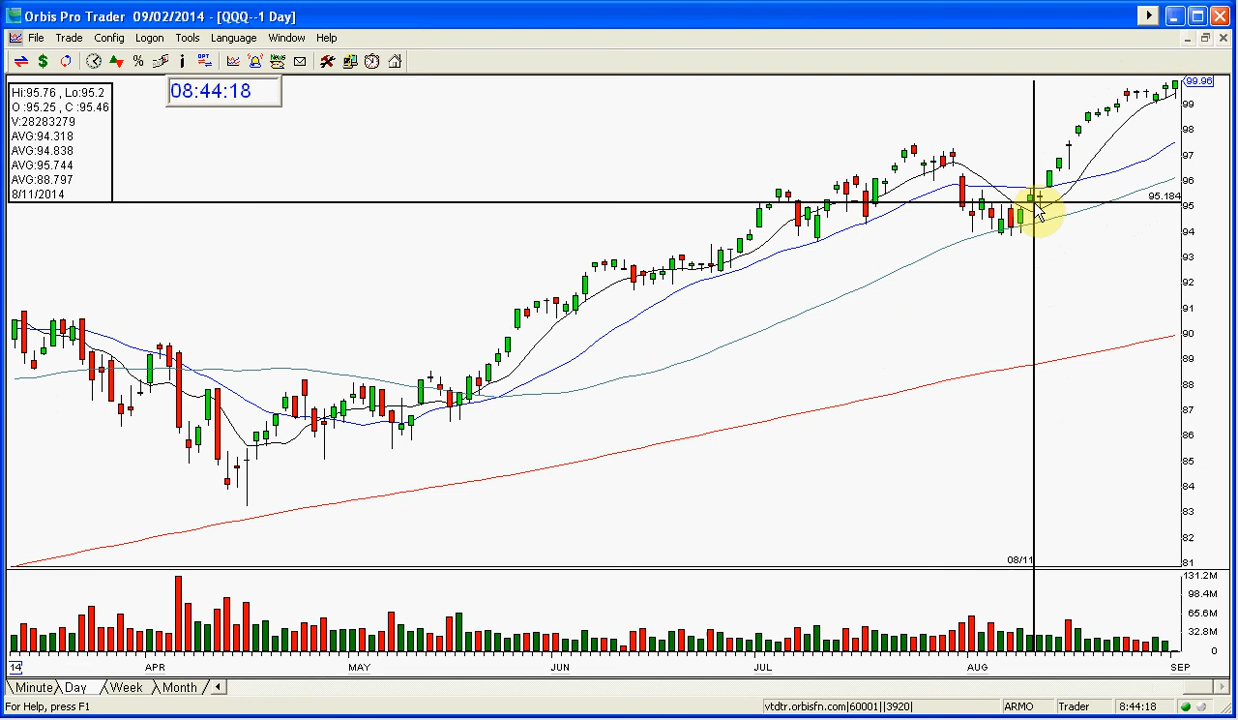 Orbis Pro Trader 09/02/2014 - [QQQ--1 Day]
File Trade Config Logon Tools Language Window Help
08:44:18
Hi:95.76 , Lo:95.2
O :95.25 , C :95.46
V:28283279
AVG:94.318
AVG:94.838
AVG:95.744
AVG:88.797
8/11/2014
99.96
99
98
97
96
95.184
95
94
93
92
91
90
89
88
87
86
85
84
83
82
81
08/11
131.2M
98.4M
65.6M
32.8M
0
14 APR MAY JUN JUL AUG SEP
Minute Day Week Month
For Help, press F1 vtdtr.orbisfn.com|60001||3920| ARMO Trader 8:44:18